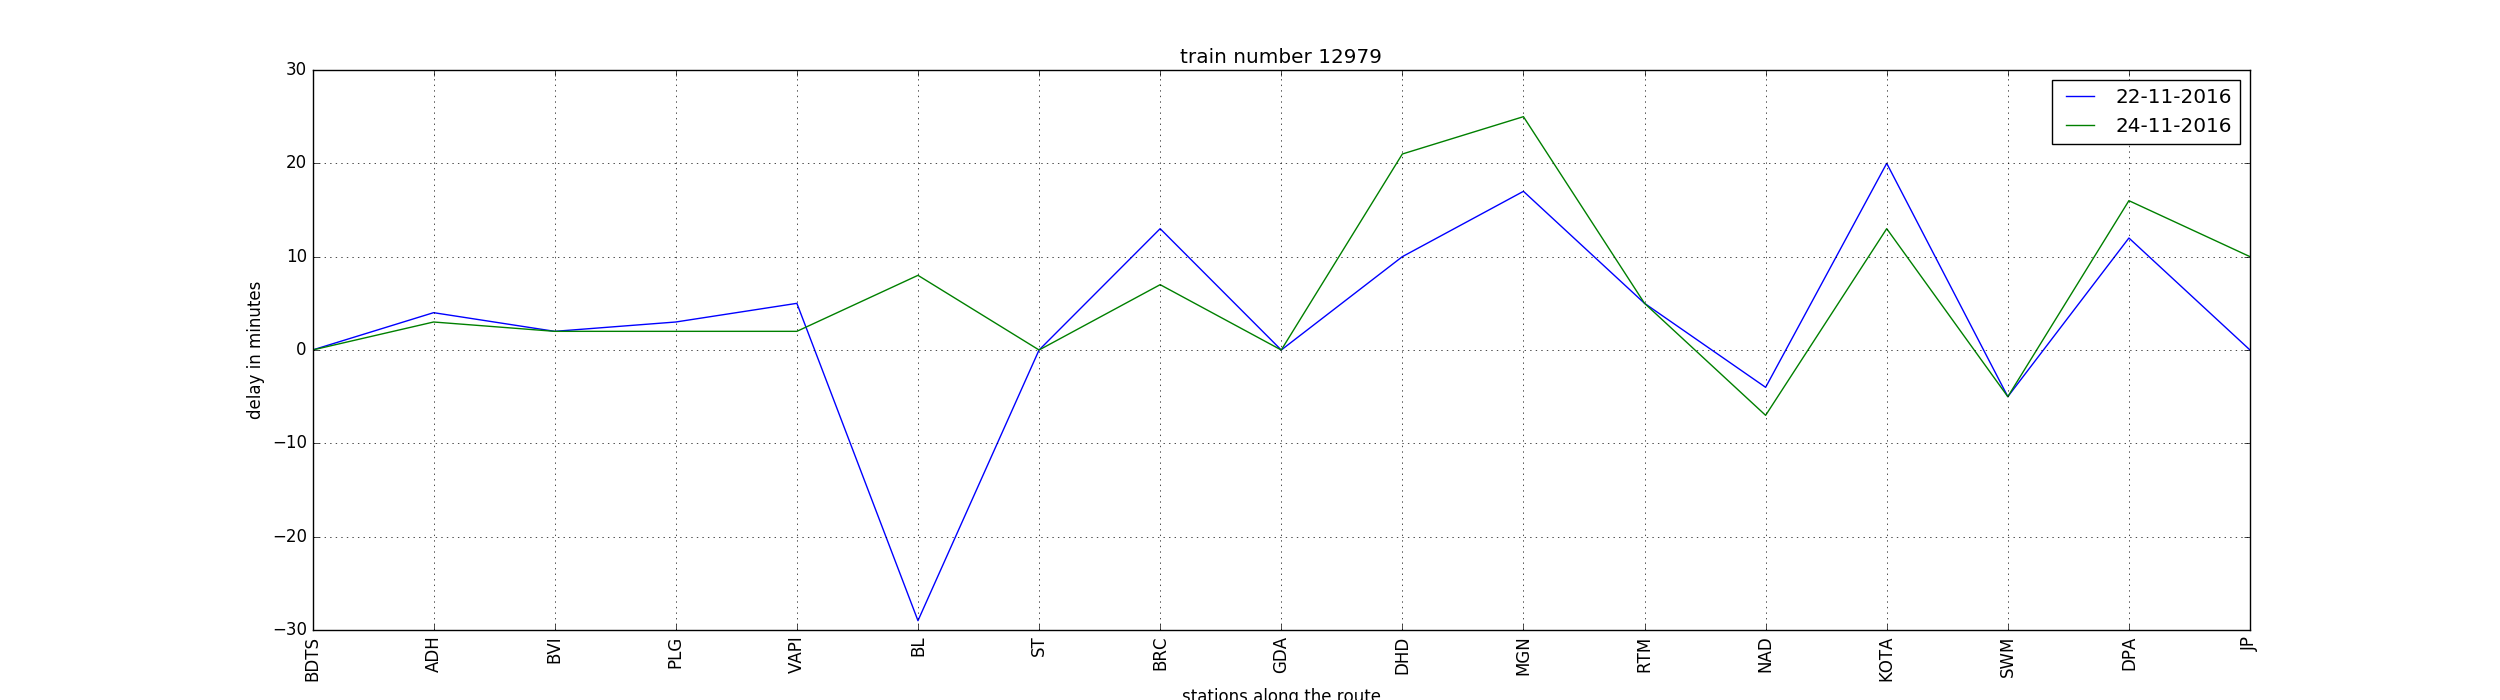 train number 12979
22-11-2016
24-11-2016
30
20
10
0
−10
−20
−30
delay in minutes
BDTS
ADH
BVI
PLG
VAPI
BL
ST
BRC
GDA
DHD
MGN
RTM
NAD
KOTA
SWM
DPA
JP
stations along the route